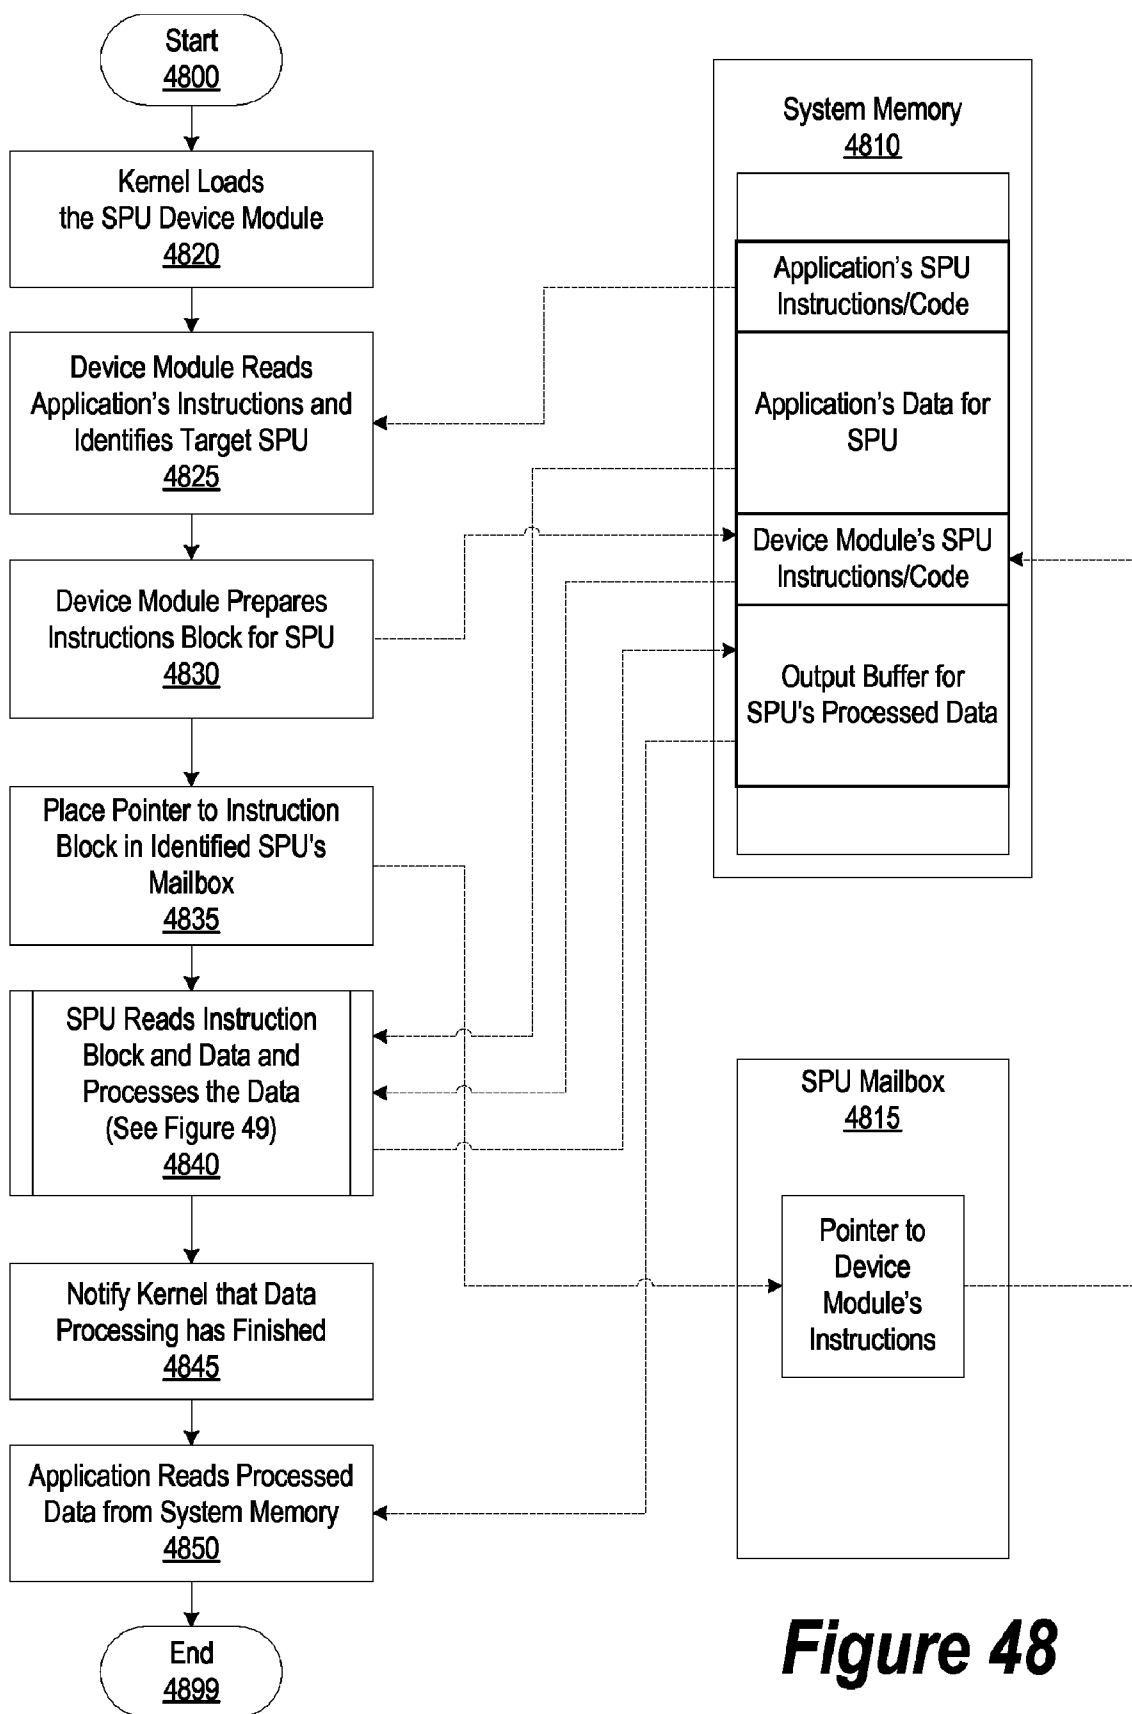 Start
4800
Kernel Loads
the SPU Device Module
4820
Device Module Reads
Application's Instructions and
Identifies Target SPU
4825
Device Module Prepares
Instructions Block for SPU
4830
Place Pointer to Instruction
Block in Identified SPU's
Mailbox
4835
SPU Reads Instruction
Block and Data and
Processes the Data
(See Figure 49)
4840
Notify Kernel that Data
Processing has Finished
4845
Application Reads Processed
Data from System Memory
4850
End
4899
System Memory
4810
Application's SPU
Instructions/Code
Application's Data for
SPU
Device Module's SPU
Instructions/Code
Output Buffer for
SPU's Processed Data
SPU Mailbox
4815
Pointer to
Device
Module's
Instructions
Figure 48